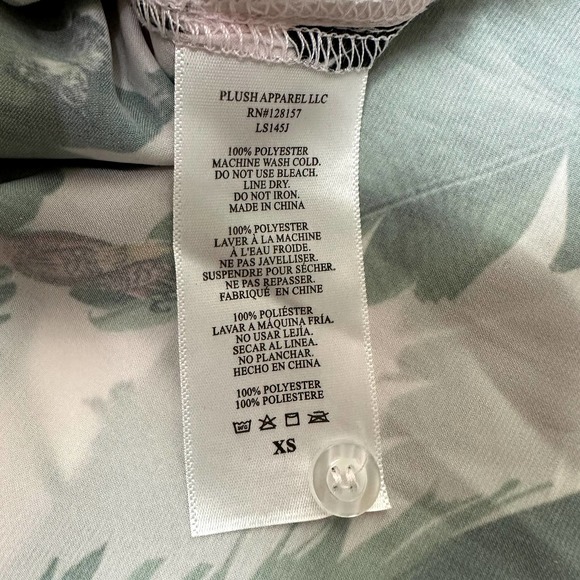 PLUSH APPAREL LLC
RN#128157
LS145J
100% POLYESTER
MACHINE WASH COLD.
DO NOT USE BLEACH.
LINE DRY.
DO NOT IRON.
MADE IN CHINA
100% POLYESTER
LAVER À LA MACHINE
À L'EAU FROIDE.
NE PAS JAVELLISER.
SUSPENDRE POUR SÉCHER.
NE PAS REPASSER.
FABRIQUÉ EN CHINE
100% POLIÉSTER
LAVAR A MÁQUINA FRÍA.
NO USAR LEJÍA.
SECAR AL LINEA.
NO PLANCHAR.
HECHO EN CHINA
100% POLYESTER
100% POLIESTERE
XS